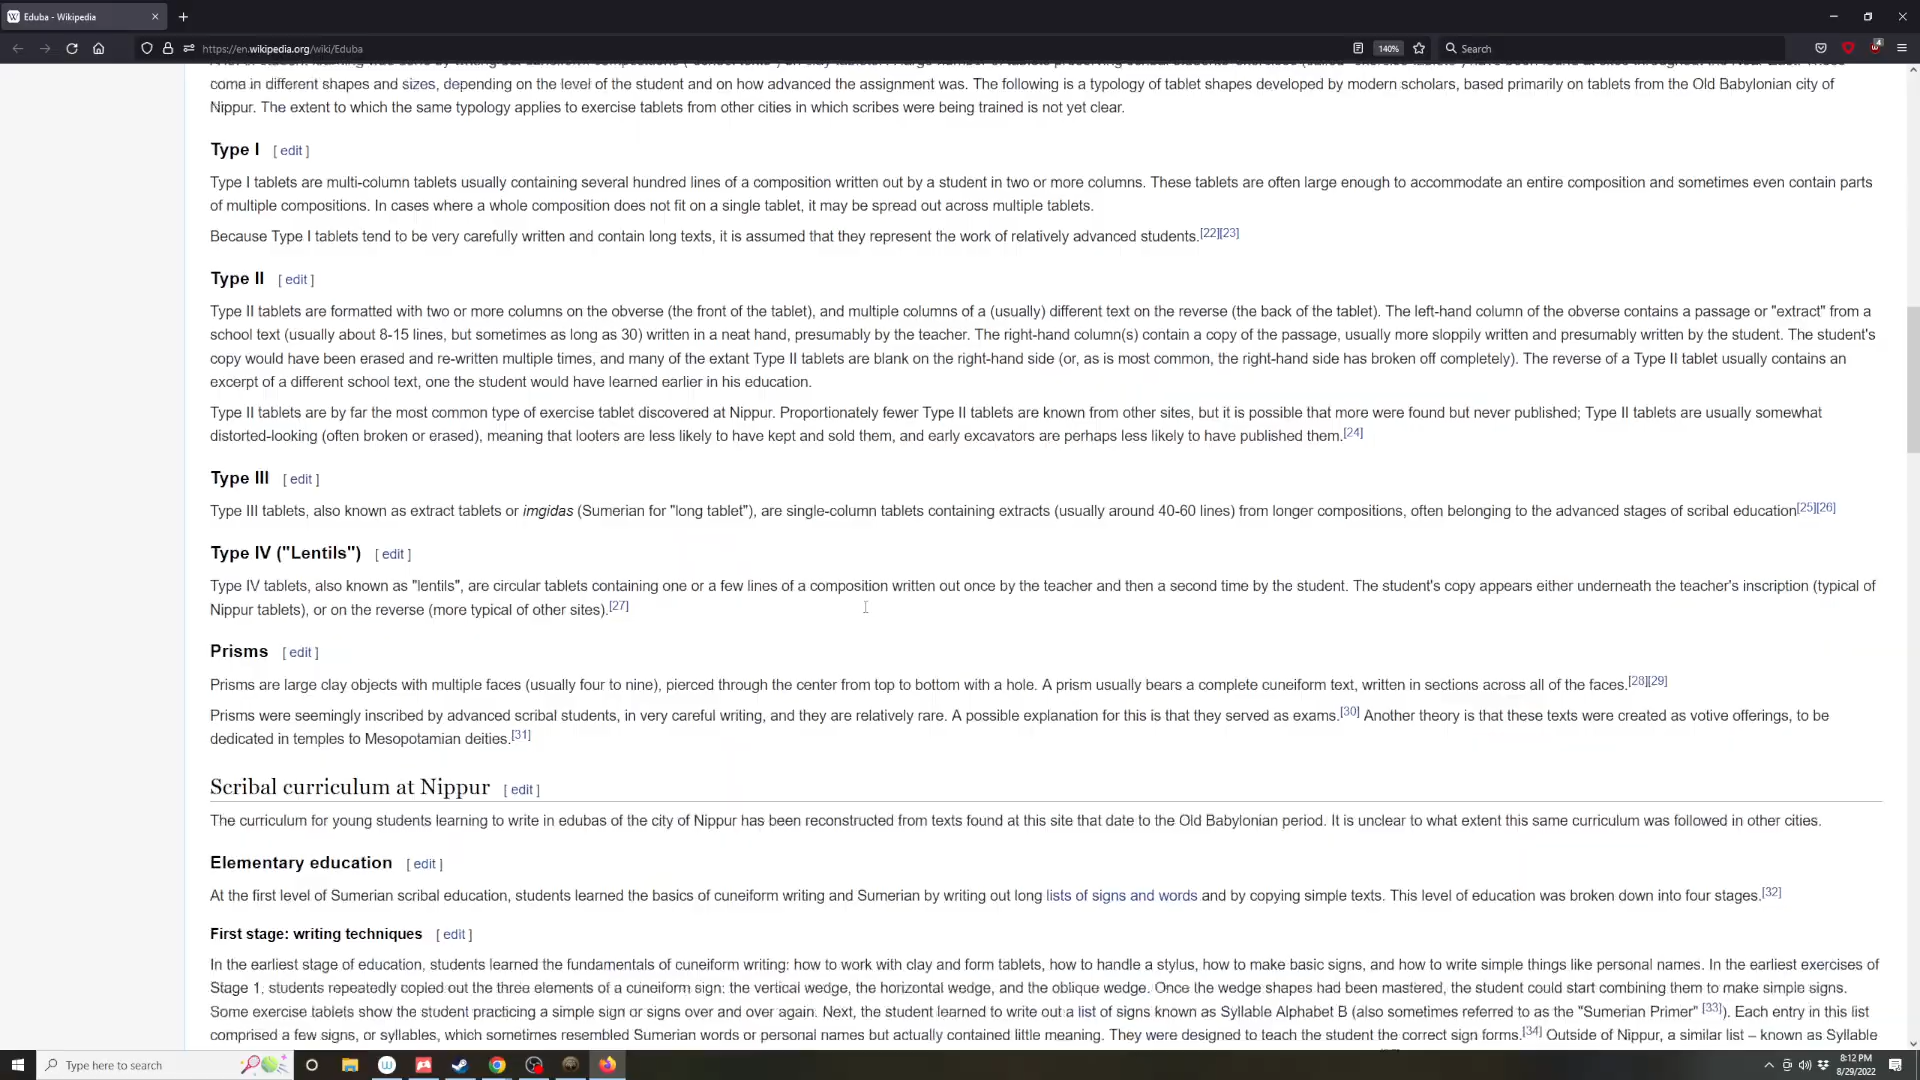 Eduba - Wikipedia
https://en.wikipedia.org/wiki/Eduba
140%
Search
4
come in different shapes and sizes, depending on the level of the student and on how advanced the assignment was. The following is a typology of tablet shapes developed by modern scholars, based primarily on tablets from the Old Babylonian city of
Nippur. The extent to which the same typology applies to exercise tablets from other cities in which scribes were being trained is not yet clear.
Type I [ edit ]
Type I tablets are multi-column tablets usually containing several hundred lines of a composition written out by a student in two or more columns. These tablets are often large enough to accommodate an entire composition and sometimes even contain parts
of multiple compositions. In cases where a whole composition does not fit on a single tablet, it may be spread out across multiple tablets.
Because Type I tablets tend to be very carefully written and contain long texts, it is assumed that they represent the work of relatively advanced students.[22][23]
Type II [ edit ]
Type II tablets are formatted with two or more columns on the obverse (the front of the tablet), and multiple columns of a (usually) different text on the reverse (the back of the tablet). The left-hand column of the obverse contains a passage or "extract" from a
school text (usually about 8-15 lines, but sometimes as long as 30) written in a neat hand, presumably by the teacher. The right-hand column(s) contain a copy of the passage, usually more sloppily written and presumably written by the student. The student's
copy would have been erased and re-written multiple times, and many of the extant Type II tablets are blank on the right-hand side (or, as is most common, the right-hand side has broken off completely). The reverse of a Type II tablet usually contains an
excerpt of a different school text, one the student would have learned earlier in his education.
Type II tablets are by far the most common type of exercise tablet discovered at Nippur. Proportionately fewer Type II tablets are known from other sites, but it is possible that more were found but never published; Type II tablets are usually somewhat
distorted-looking (often broken or erased), meaning that looters are less likely to have kept and sold them, and early excavators are perhaps less likely to have published them.[24]
Type III [ edit ]
Type III tablets, also known as extract tablets or imgidas (Sumerian for "long tablet"), are single-column tablets containing extracts (usually around 40-60 lines) from longer compositions, often belonging to the advanced stages of scribal education[25][26]
Type IV ("Lentils") [ edit ]
Type IV tablets, also known as "lentils", are circular tablets containing one or a few lines of a composition written out once by the teacher and then a second time by the student. The student's copy appears either underneath the teacher's inscription (typical of
Nippur tablets), or on the reverse (more typical of other sites).[27]
Prisms [ edit ]
Prisms are large clay objects with multiple faces (usually four to nine), pierced through the center from top to bottom with a hole. A prism usually bears a complete cuneiform text, written in sections across all of the faces.[28][29]
Prisms were seemingly inscribed by advanced scribal students, in very careful writing, and they are relatively rare. A possible explanation for this is that they served as exams.[30] Another theory is that these texts were created as votive offerings, to be
dedicated in temples to Mesopotamian deities.[31]
Scribal curriculum at Nippur [ edit ]
The curriculum for young students learning to write in edubas of the city of Nippur has been reconstructed from texts found at this site that date to the Old Babylonian period. It is unclear to what extent this same curriculum was followed in other cities.
Elementary education [ edit ]
At the first level of Sumerian scribal education, students learned the basics of cuneiform writing and Sumerian by writing out long lists of signs and words and by copying simple texts. This level of education was broken down into four stages.[32]
First stage: writing techniques [ edit ]
In the earliest stage of education, students learned the fundamentals of cuneiform writing: how to work with clay and form tablets, how to handle a stylus, how to make basic signs, and how to write simple things like personal names. In the earliest exercises of
Stage 1, students repeatedly copied out the three elements of a cuneiform sign: the vertical wedge, the horizontal wedge, and the oblique wedge. Once the wedge shapes had been mastered, the student could start combining them to make simple signs.
Some exercise tablets show the student practicing a simple sign or signs over and over again. Next, the student learned to write out a list of signs known as Syllable Alphabet B (also sometimes referred to as the "Sumerian Primer" [33]). Each entry in this list
comprised a few signs, or syllables, which sometimes resembled Sumerian words or personal names but actually contained little meaning. They were designed to teach the student the correct sign forms.[34] Outside of Nippur, a similar list – known as Syllable
Type here to search
8:12 PM
8/29/2022